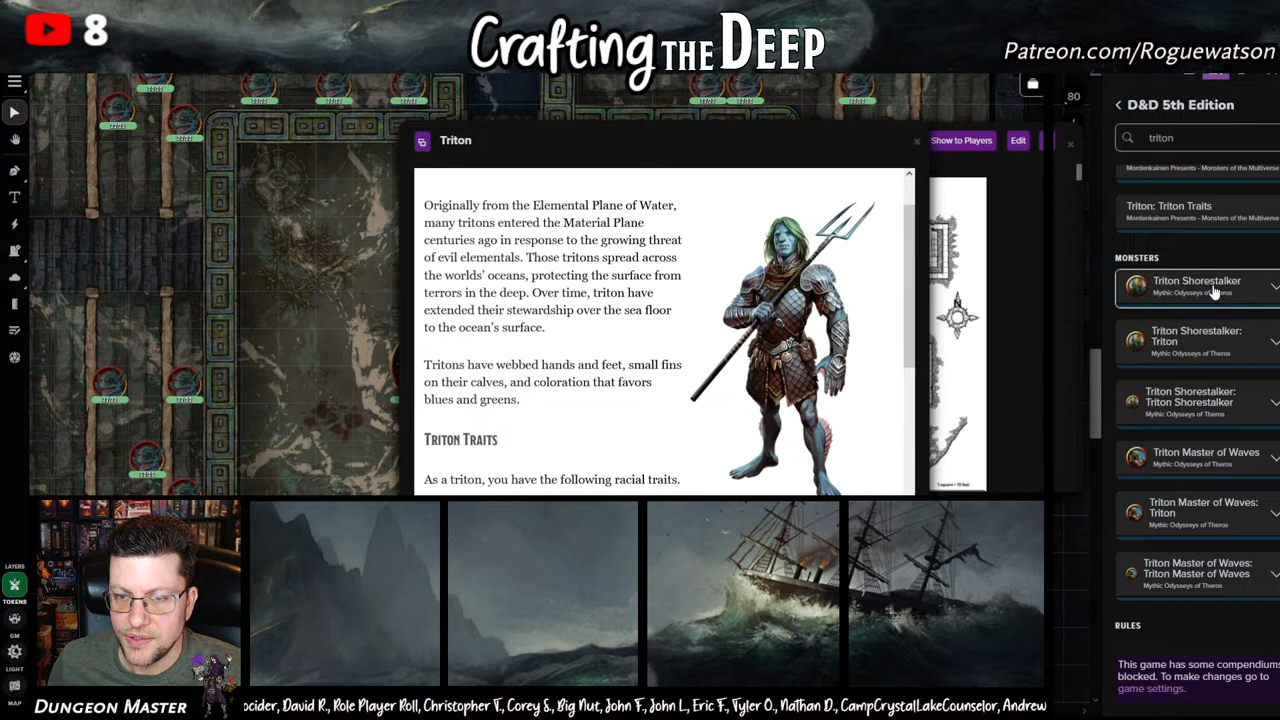 8
Crafting THE DEEP
Patreon.com/Roguewatson
80
D&D 5th Edition
triton
Triton
Show to Players
Edit
Mordenkainen Presents - Monsters of the Multiverse
Triton: Triton Traits
Mordenkainen Presents - Monsters of the Multiverse
MONSTERS
Triton Shorestalker
Mythic Odysseys of Theros
Triton Shorestalker:
Triton
Mythic Odysseys of Theros
Triton Shorestalker:
Triton Shorestalker
Mythic Odysseys of Theros
Triton Master of Waves
Mythic Odysseys of Theros
Triton Master of Waves:
Triton
Mythic Odysseys of Theros
Triton Master of Waves:
Triton Master of Waves
Mythic Odysseys of Theros
RULES
This game has some compendiums
blocked. To make changes go to
game settings.
Originally from the Elemental Plane of Water,
many tritons entered the Material Plane
centuries ago in response to the growing threat
of evil elementals. Those tritons spread across
the worlds' oceans, protecting the surface from
terrors in the deep. Over time, triton have
extended their stewardship over the sea floor
to the ocean's surface.
Tritons have webbed hands and feet, small fins
on their calves, and coloration that favors
blues and greens.
TRITON TRAITS
As a triton, you have the following racial traits.
LAYERS
TOKENS
GM
LIGHT
MAP
DUNGEON MASTER
ocider, David R., Role Player Roll, Christopher T, Corey S., Big Nut, John F., John L., Eric F., Tyler O., Nathan D., CampCrystalLakeCounselor, Andrew